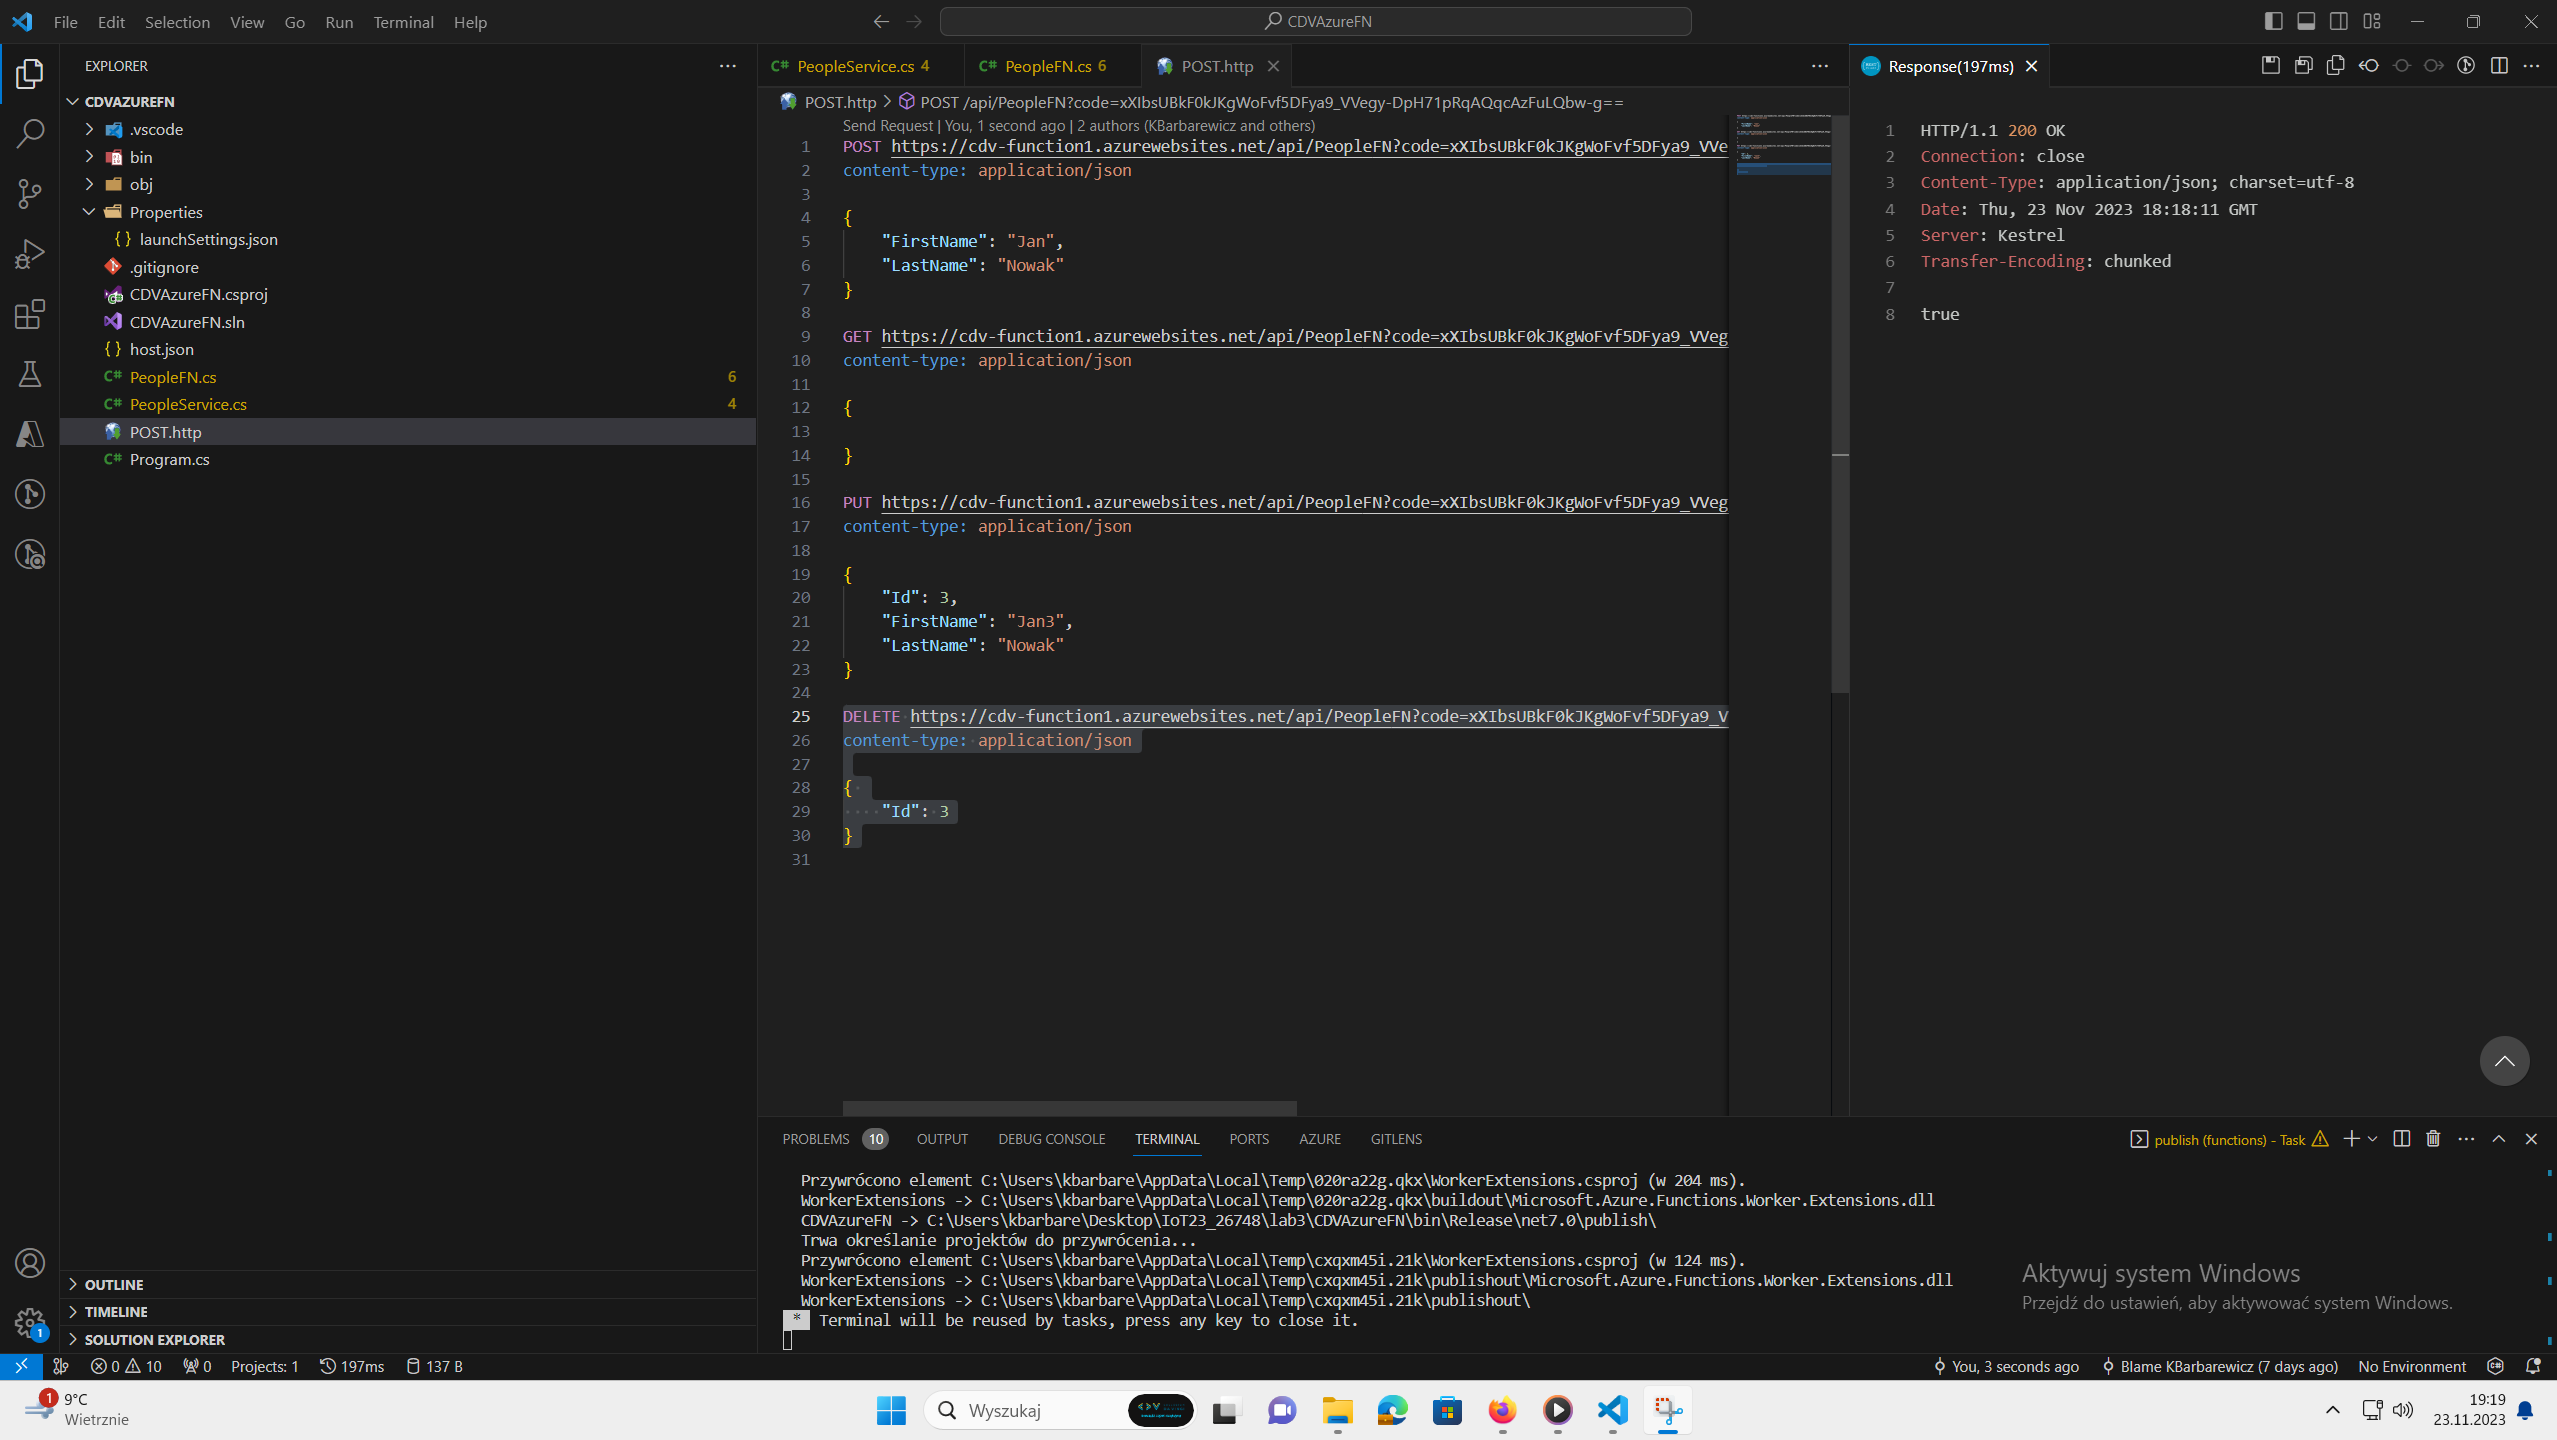 File Edit Selection View Go Run Terminal Help
CDVAzureFN
EXPLORER
CDVAZUREFN
.vscode
bin
obj
Properties
launchSettings.json
.gitignore
CDVAzureFN.csproj
CDVAzureFN.sln
host.json
PeopleFN.cs 6
PeopleService.cs 4
POST.http
Program.cs
OUTLINE
TIMELINE
SOLUTION EXPLORER
PeopleService.cs 4 PeopleFN.cs 6 POST.http
POST.http > POST /api/PeopleFN?code=xXIbsUBkF0kJKgWoFvf5DFya9_VVegy-DpH71pRqAQqcAzFuLQbw-g==
Send Request | You, 1 second ago | 2 authors (KBarbarewicz and others)
1 POST https://cdv-function1.azurewebsites.net/api/PeopleFN?code=xXIbsUBkF0kJKgWoFvf5DFya9_VVe
2 content-type: application/json
3
4 {
5 "FirstName": "Jan",
6 "LastName": "Nowak"
7 }
8
9 GET https://cdv-function1.azurewebsites.net/api/PeopleFN?code=xXIbsUBkF0kJKgWoFvf5DFya9_VVeg
10 content-type: application/json
11
12 {
13
14 }
15
16 PUT https://cdv-function1.azurewebsites.net/api/PeopleFN?code=xXIbsUBkF0kJKgWoFvf5DFya9_VVeg
17 content-type: application/json
18
19 {
20 "Id": 3,
21 "FirstName": "Jan3",
22 "LastName": "Nowak"
23 }
24
25 DELETE https://cdv-function1.azurewebsites.net/api/PeopleFN?code=xXIbsUBkF0kJKgWoFvf5DFya9_V
26 content-type: application/json
27
28 {
29 "Id": 3
30 }
31
Response(197ms)
1 HTTP/1.1 200 OK
2 Connection: close
3 Content-Type: application/json; charset=utf-8
4 Date: Thu, 23 Nov 2023 18:18:11 GMT
5 Server: Kestrel
6 Transfer-Encoding: chunked
7
8 true
PROBLEMS 10 OUTPUT DEBUG CONSOLE TERMINAL PORTS AZURE GITLENS
publish (functions) - Task
Przywrócono element C:\Users\kbarbare\AppData\Local\Temp\020ra22g.qkx\WorkerExtensions.csproj (w 204 ms).
WorkerExtensions -> C:\Users\kbarbare\AppData\Local\Temp\020ra22g.qkx\buildout\Microsoft.Azure.Functions.Worker.Extensions.dll
CDVAzureFN -> C:\Users\kbarbare\Desktop\IoT23_26748\lab3\CDVAzureFN\bin\Release\net7.0\publish\
Trwa określanie projektów do przywrócenia...
Przywrócono element C:\Users\kbarbare\AppData\Local\Temp\cxqxm45i.21k\WorkerExtensions.csproj (w 124 ms).
WorkerExtensions -> C:\Users\kbarbare\AppData\Local\Temp\cxqxm45i.21k\publishout\Microsoft.Azure.Functions.Worker.Extensions.dll
WorkerExtensions -> C:\Users\kbarbare\AppData\Local\Temp\cxqxm45i.21k\publishout\
* Terminal will be reused by tasks, press any key to close it.
Aktywuj system Windows
Przejdź do ustawień, aby aktywować system Windows.
0 10 0 Projects: 1 197ms 137 B
You, 3 seconds ago Blame KBarbarewicz (7 days ago) No Environment
1
1
9°C
Wietrznie
Wyszukaj
19:19
23.11.2023